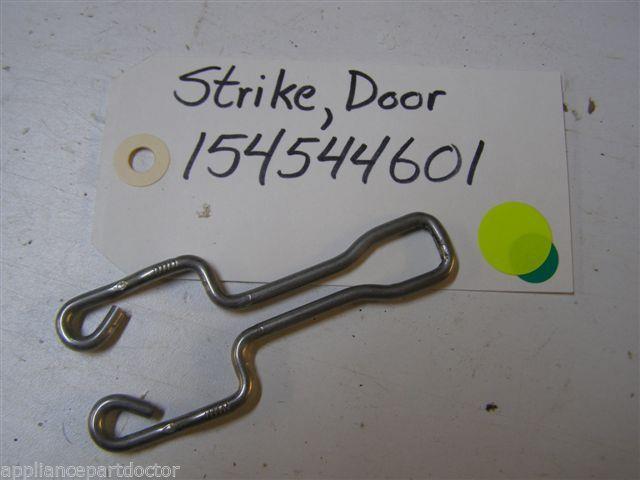 Strike, Door
154544601
© appliancepartdoctor